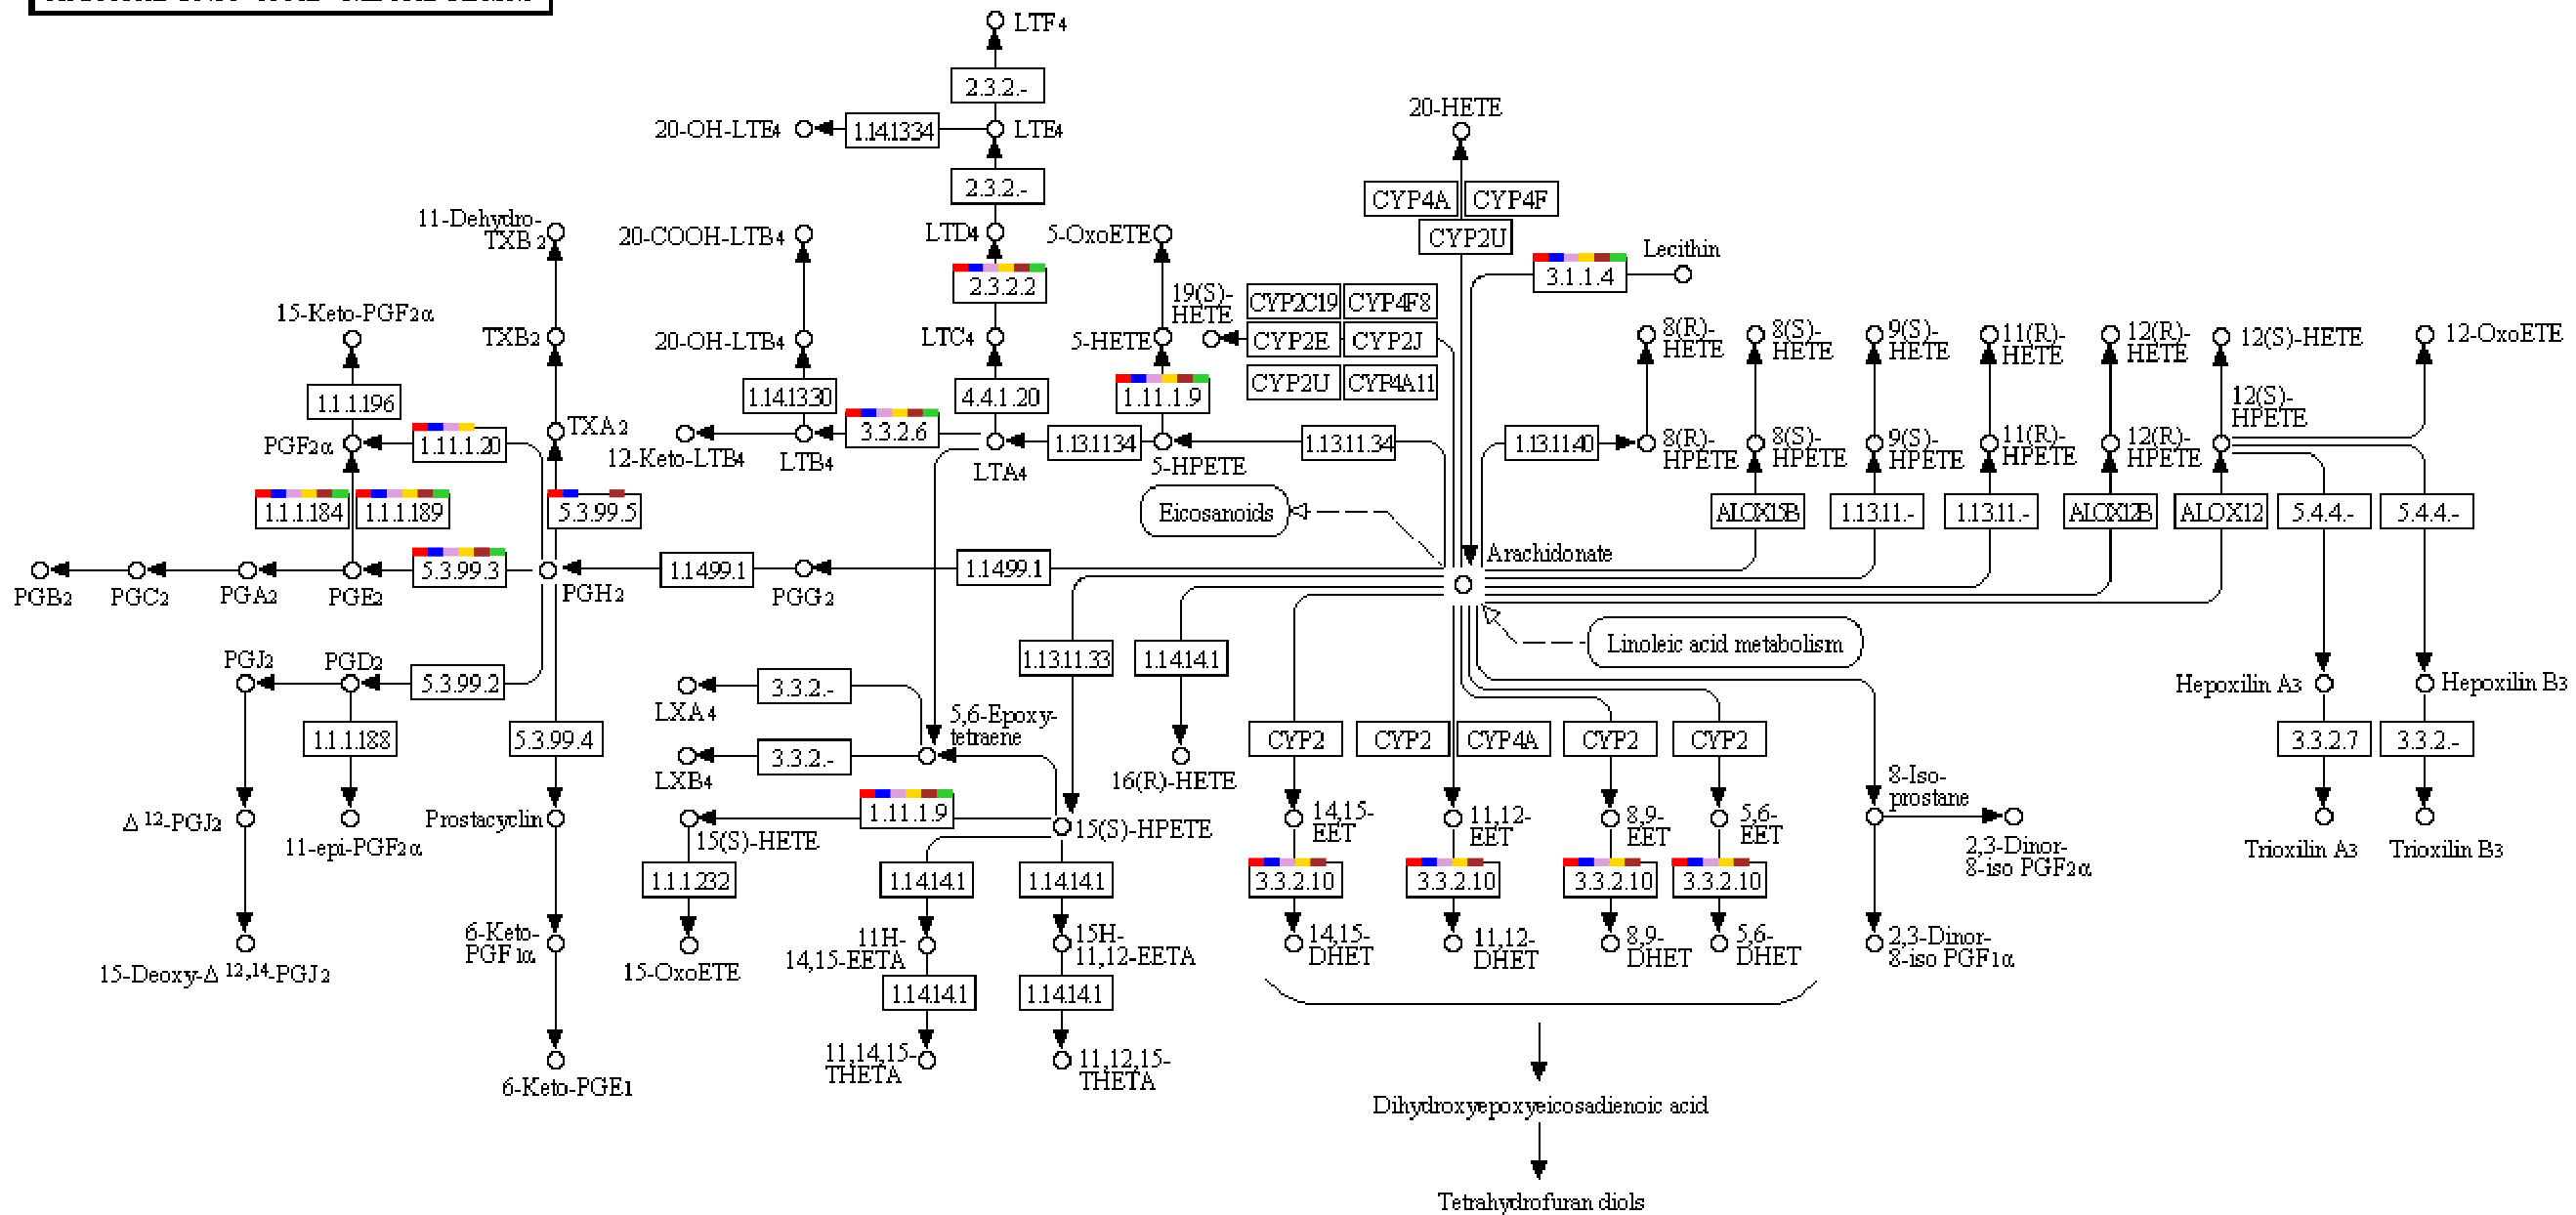 LTF4
2.3.2.-
20-HETE
20-OH-LTE4
1.14.13.34
LTE4
2.3.2.-
CYP4A
CYP4F
CYP2U
11-Dehydro-
TXB2
20-COOH-LTB4
LTD4
5-OxoETE
Lecithin
3.1.1.4
2.3.2.2
19(S)-
HETE
CYP2C19
CYP4F8
15-Keto-PGF2α
TXB2
20-OH-LTB4
LTC4
5-HETE
CYP2E
CYP2J
8(R)-
HETE
8(S)-
HETE
9(S)-
HETE
11(R)-
HETE
12(R)-
HETE
12(S)-HETE
12-OxoETE
CYP2U
CYP4A11
1.1.1.196
1.14.13.30
4.4.1.20
1.11.1.9
12(S)-
HPETE
PGF2α
1.11.1.20
TXA2
12-Keto-LTB4
LTB4
3.3.2.6
LTA4
1.13.11.34
5-HPETE
1.13.11.34
1.13.11.40
8(R)-
HPETE
8(S)-
HPETE
9(S)-
HPETE
11(R)-
HPETE
12(R)-
HPETE
1.1.1.184
1.1.1.189
5.3.99.5
Eicosanoids
ALOX15B
1.13.11.-
1.13.11.-
ALOX12B
ALOX12
5.4.4.-
5.4.4.-
Arachidonate
PGB2
PGC2
PGA2
PGE2
5.3.99.3
PGH2
1.14.99.1
PGG2
1.14.99.1
Linoleic acid metabolism
PGJ2
PGD2
5.3.99.2
1.13.11.33
1.14.14.1
3.3.2.-
LXA4
Hepoxilin A3
Hepoxilin B3
5,6-Epoxy-
tetraene
1.1.1.188
5.3.99.4
3.3.2.-
LXB4
16(R)-HETE
CYP2
CYP2
CYP4A
CYP2
CYP2
3.3.2.7
3.3.2.-
8-Iso-
prostane
Δ12-PGJ2
11-epi-PGF2α
Prostacyclin
1.11.1.9
15(S)-HETE
15(S)-HPETE
14,15-
EET
11,12-
EET
8,9-
EET
5,6-
EET
2,3-Dinor-
8-iso PGF2α
Trioxilin A3
Trioxilin B3
1.1.1.232
1.14.14.1
1.14.14.1
3.3.2.10
3.3.2.10
3.3.2.10
3.3.2.10
15-Deoxy-Δ12,14-PGJ2
6-Keto-
PGF1α
15-OxoETE
11H-
14,15-EETA
15H-
11,12-EETA
14,15-
DHET
11,12-
DHET
8,9-
DHET
5,6-
DHET
2,3-Dinor-
8-iso PGF1α
1.14.14.1
1.14.14.1
6-Keto-PGE1
11,14,15-
THETA
11,12,15-
THETA
Dihydroxyepoxyeicosadienoic acid
Tetrahydrofuran diols